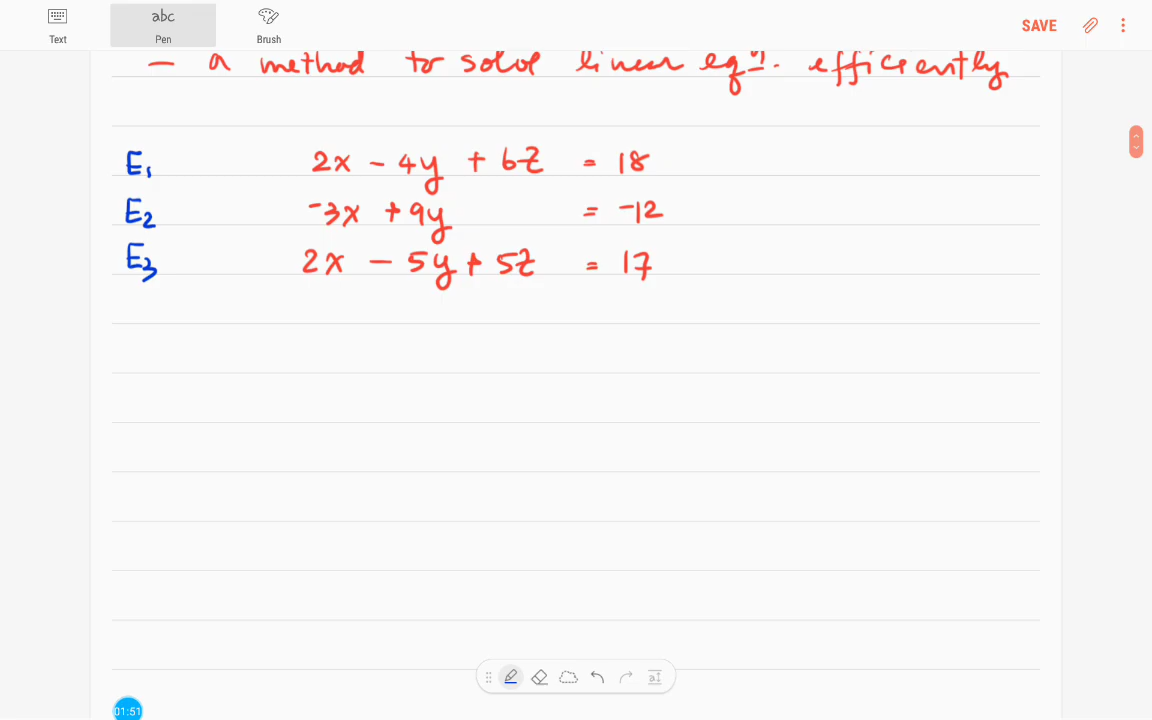 Text
abc
Pen
Brush
SAVE
– a method to solve linear eqn. efficiently
E1 2x - 4y + 6z = 18
E2 -3x + 9y = -12
E3 2x - 5y + 5z = 17
01:51